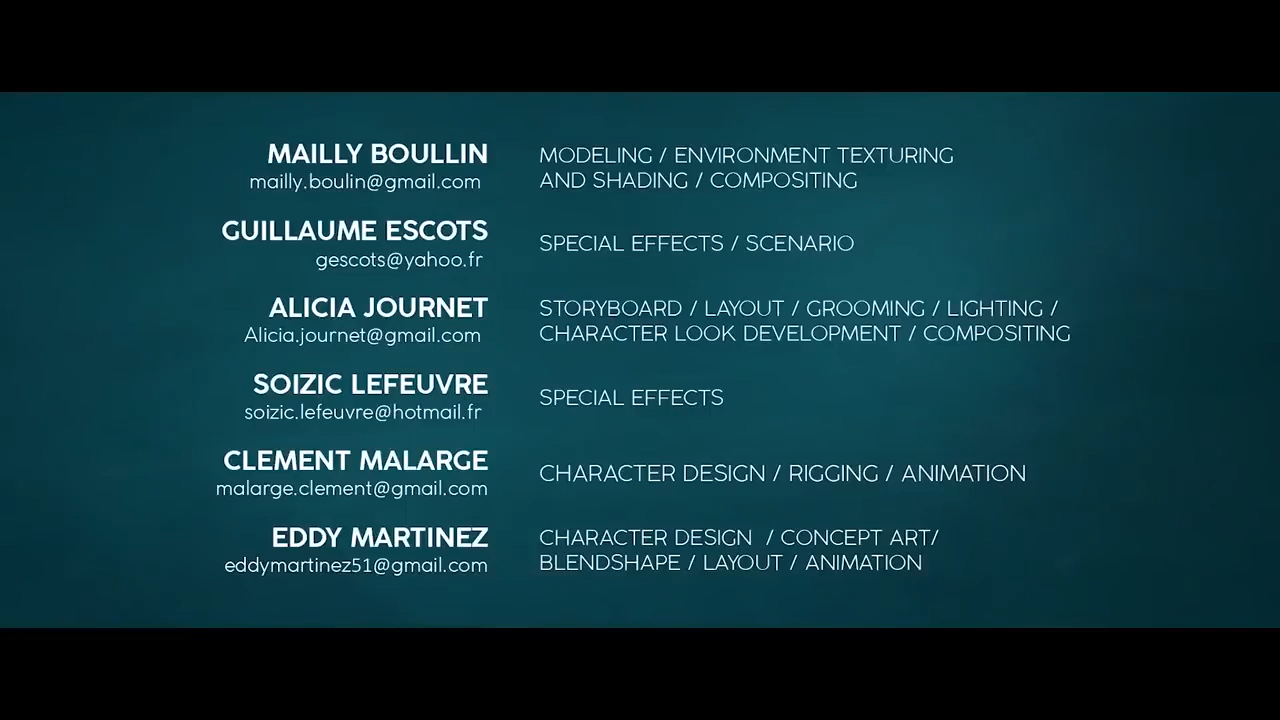 MAILLY BOULLIN
mailly.boulin@gmail.com
MODELING / ENVIRONMENT TEXTURING
AND SHADING / COMPOSITING
GUILLAUME ESCOTS
gescots@yahoo.fr
SPECIAL EFFECTS / SCENARIO
ALICIA JOURNET
Alicia.journet@gmail.com
STORYBOARD / LAYOUT / GROOMING / LIGHTING /
CHARACTER LOOK DEVELOPMENT / COMPOSITING
SOIZIC LEFEUVRE
soizic.lefeuvre@hotmail.fr
SPECIAL EFFECTS
CLEMENT MALARGE
malarge.clement@gmail.com
CHARACTER DESIGN / RIGGING / ANIMATION
EDDY MARTINEZ
eddymartinez51@gmail.com
CHARACTER DESIGN / CONCEPT ART/
BLENDSHAPE / LAYOUT / ANIMATION